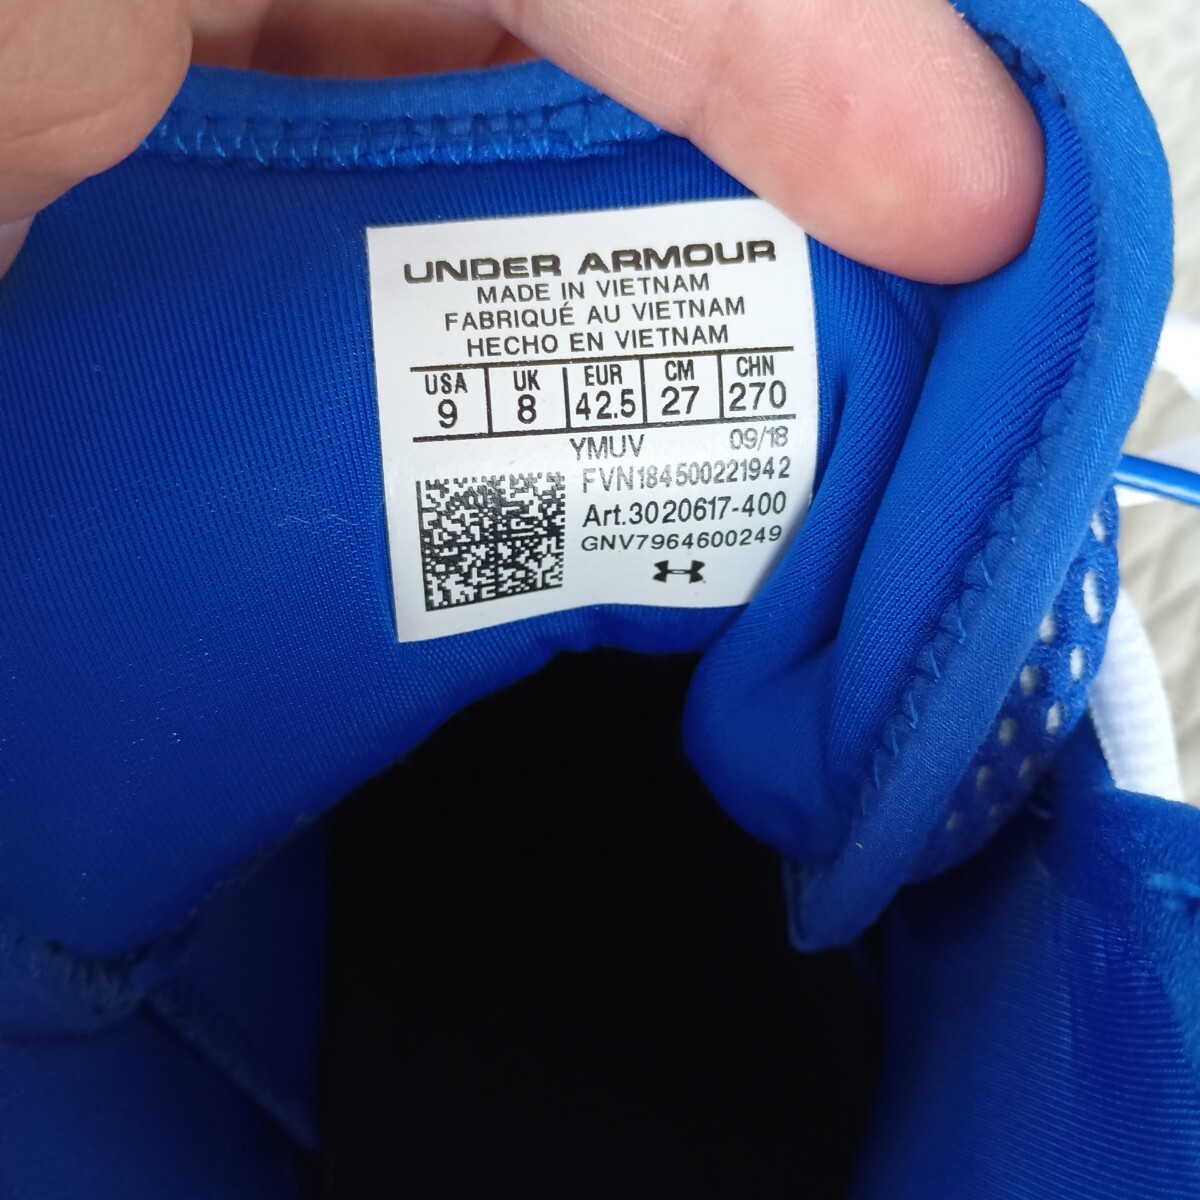 UNDER ARMOUR
MADE IN VIETNAM
FABRIQUÉ AU VIETNAM
HECHO EN VIETNAM
USA UK EUR CM CHN
9 8 42.5 27 270
YMUV 09/18
FVN184500221942
Art.3020617-400
GNV7964600249